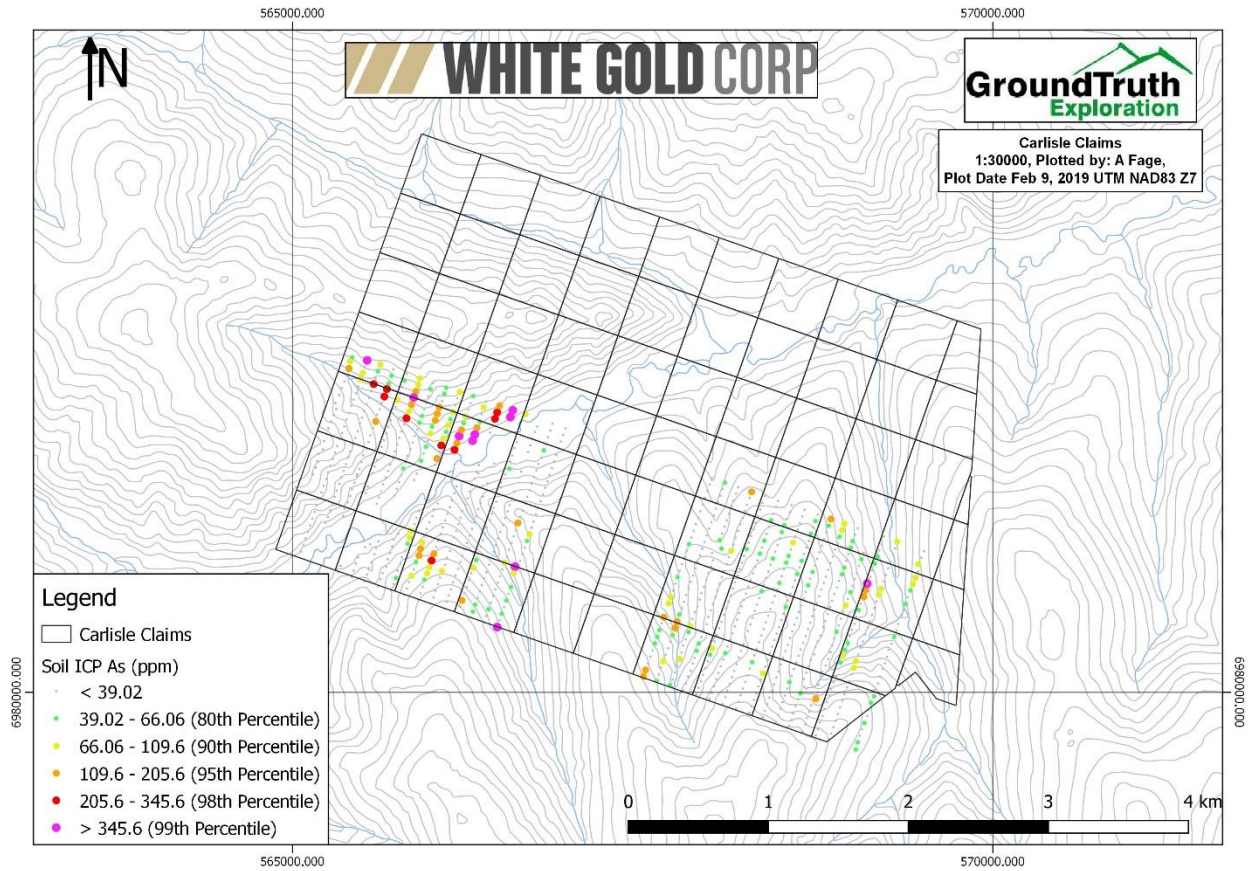 565000.000
570000.000
N
WHITE GOLD CORP
GroundTruth
Exploration
Carlisle Claims
1:30000, Plotted by: A Fage,
Plot Date Feb 9, 2019 UTM NAD83 Z7
6980000.000
6980000.000
Legend
Carlisle Claims
Soil ICP As (ppm)
< 39.02
39.02 - 66.06 (80th Percentile)
66.06 - 109.6 (90th Percentile)
109.6 - 205.6 (95th Percentile)
205.6 - 345.6 (98th Percentile)
> 345.6 (99th Percentile)
0 1 2 3 4 km
565000.000
570000.000